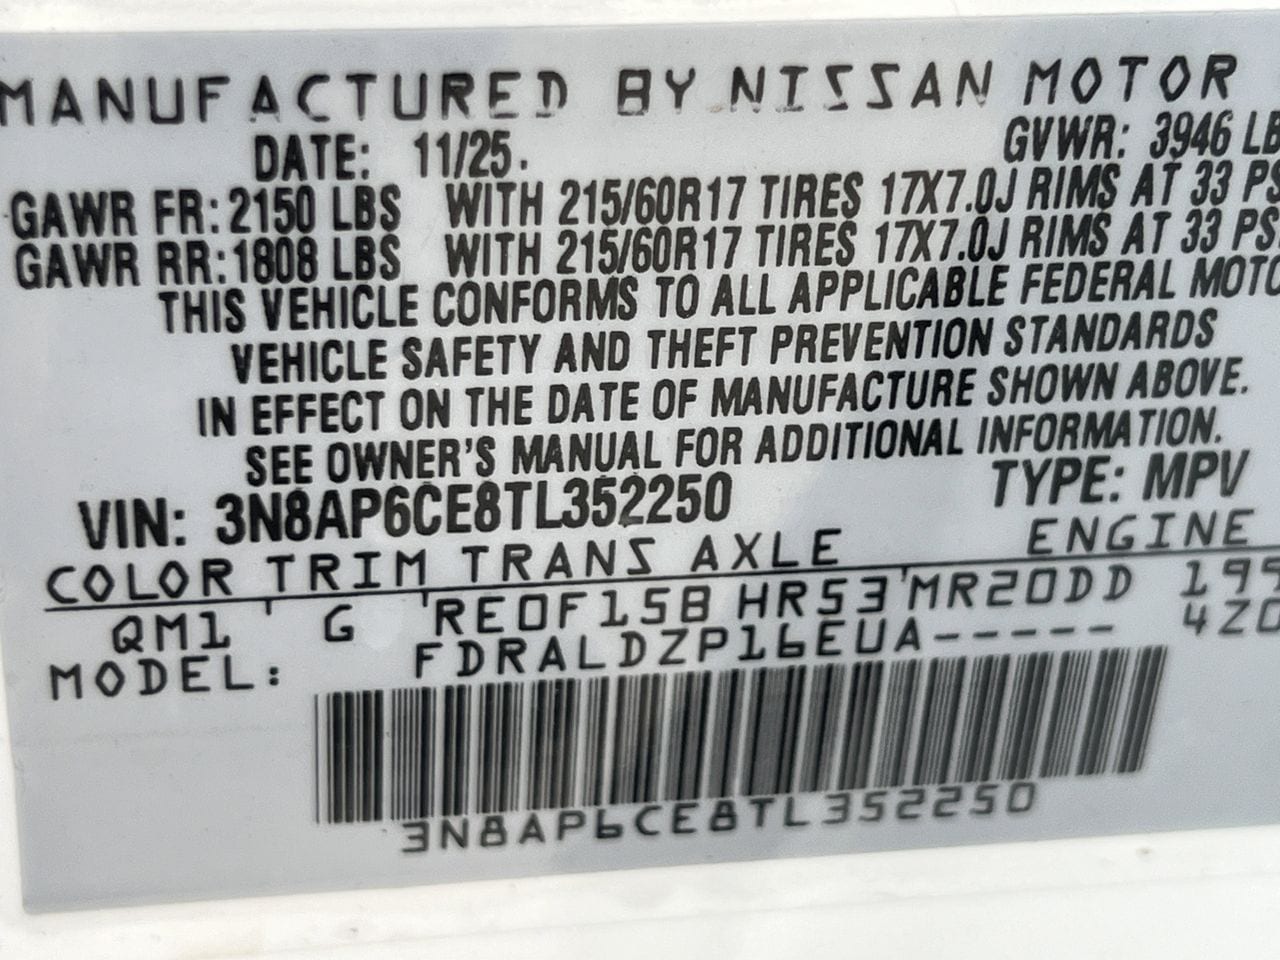 MANUFACTURED BY NISSAN MOTOR
DATE: 11/25. GVWR: 3946 LB
GAWR FR: 2150 LBS WITH 215/60R17 TIRES 17X7.0J RIMS AT 33 PS
GAWR RR: 1808 LBS WITH 215/60R17 TIRES 17X7.0J RIMS AT 33 PS
THIS VEHICLE CONFORMS TO ALL APPLICABLE FEDERAL MOTO
VEHICLE SAFETY AND THEFT PREVENTION STANDARDS
IN EFFECT ON THE DATE OF MANUFACTURE SHOWN ABOVE.
SEE OWNER'S MANUAL FOR ADDITIONAL INFORMATION.
VIN: 3N8AP6CE8TL352250 TYPE: MPV
COLOR TRIM TRANS AXLE ENGINE
QM1 G RE0F15B HR53 MR20DD 199
MODEL: FDRALDZP16EUA----- 4Z0
3N8AP6CE8TL352250